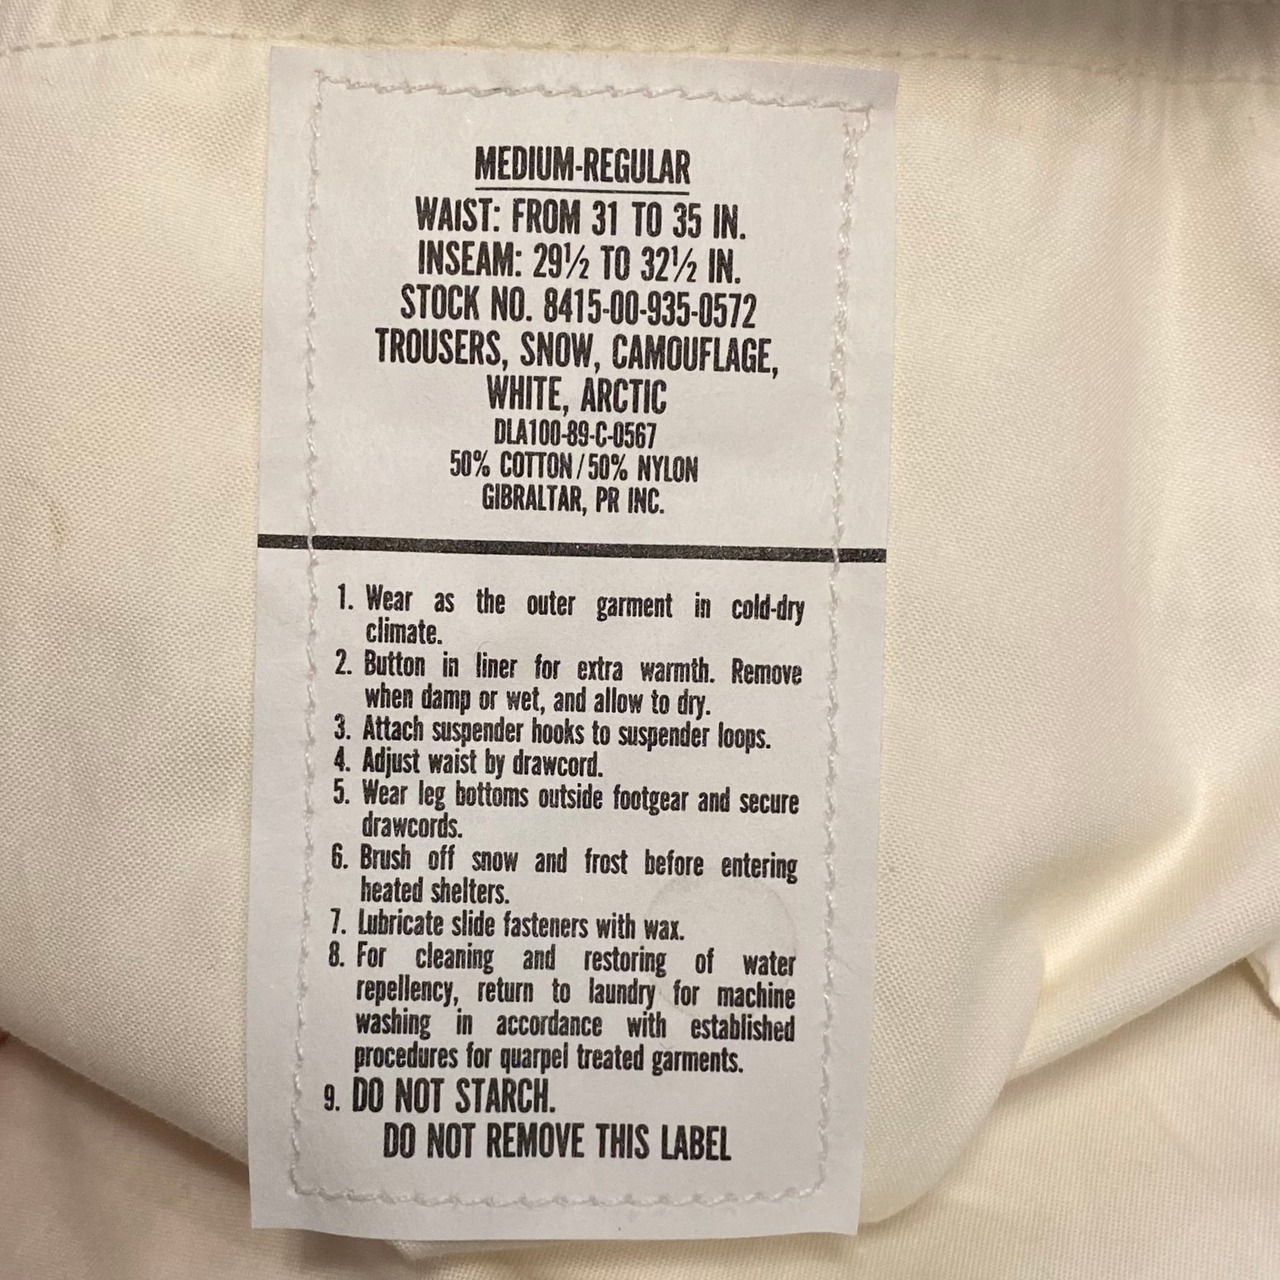 MEDIUM-REGULAR
WAIST: FROM 31 TO 35 IN.
INSEAM: 29½ TO 32½ IN.
STOCK NO. 8415-00-935-0572
TROUSERS, SNOW, CAMOUFLAGE,
WHITE, ARCTIC
DLA100-89-C-0567
50% COTTON/50% NYLON
GIBRALTAR, PR INC.
1. Wear as the outer garment in cold-dry
climate.
2. Button in liner for extra warmth. Remove
when damp or wet, and allow to dry.
3. Attach suspender hooks to suspender loops.
4. Adjust waist by drawcord.
5. Wear leg bottoms outside footgear and secure
drawcords.
6. Brush off snow and frost before entering
heated shelters.
7. Lubricate slide fasteners with wax.
8. For cleaning and restoring of water
repellency, return to laundry for machine
washing in accordance with established
procedures for quarpel treated garments.
9. DO NOT STARCH.
DO NOT REMOVE THIS LABEL